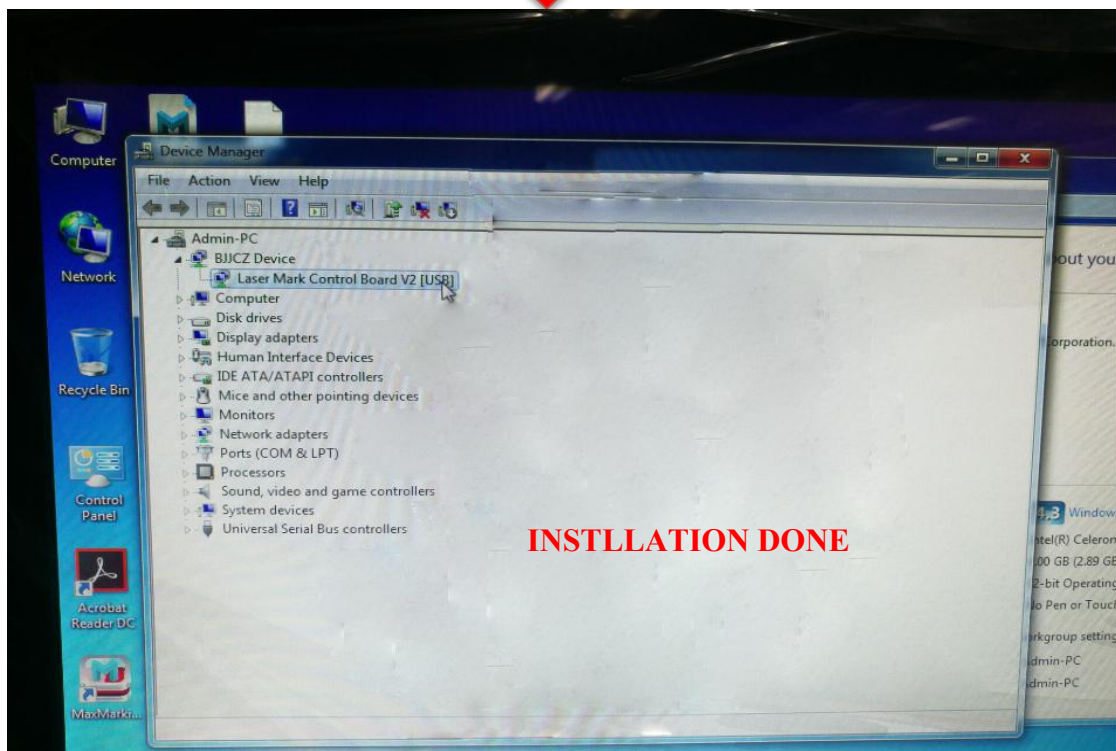 Computer
Network
Recycle Bin
Control
Panel
Acrobat
Reader DC
MaxMarki...
Device Manager
File Action View Help
Admin-PC
BJJCZ Device
Laser Mark Control Board V2 [USB]
Computer
Disk drives
Display adapters
Human Interface Devices
IDE ATA/ATAPI controllers
Mice and other pointing devices
Monitors
Network adapters
Ports (COM & LPT)
Processors
Sound, video and game controllers
System devices
Universal Serial Bus controllers
INSTLLATION DONE
out you
orporation.
4,3 Window
ntel(R) Celeron
.00 GB (2.89 GB
2-bit Operating
No Pen or Touch
orkgroup setting
dmin-PC
dmin-PC